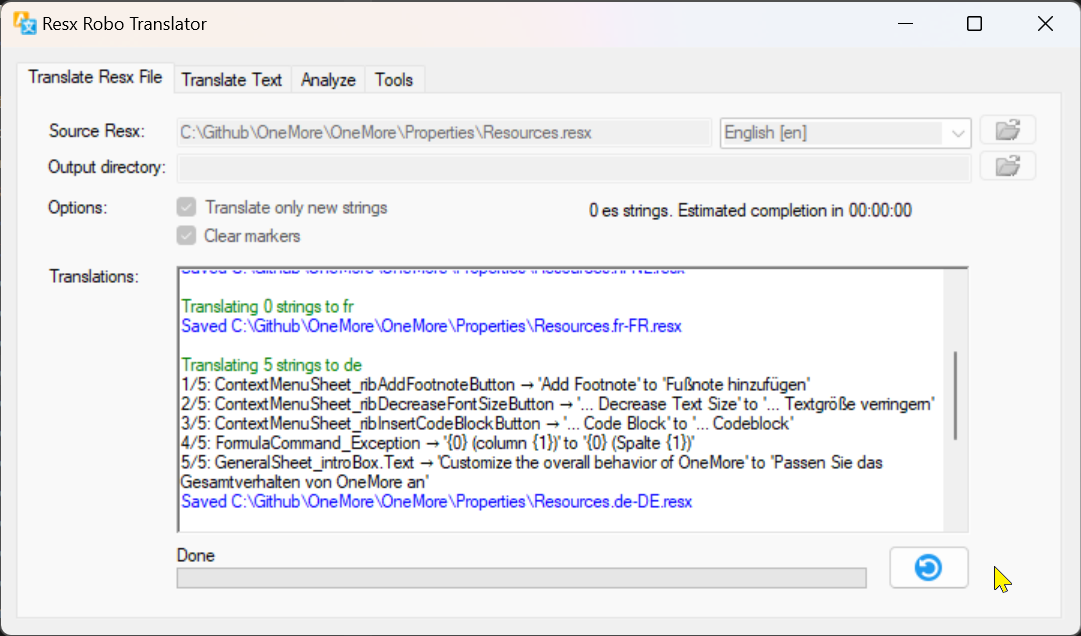 Resx Robo Translator
Translate Resx File Translate Text Analyze Tools
Source Resx: C:\Github\OneMore\OneMore\Properties\Resources.resx English [en]
Output directory:
Options: Translate only new strings 0 es strings. Estimated completion in 00:00:00
Clear markers
Translations:
Translating 0 strings to fr
Saved C:\Github\OneMore\OneMore\Properties\Resources.fr-FR.resx
Translating 5 strings to de
1/5: ContextMenuSheet_ribAddFootnoteButton → 'Add Footnote' to 'Fußnote hinzufügen'
2/5: ContextMenuSheet_ribDecreaseFontSizeButton → '... Decrease Text Size' to '... Textgröße verringern'
3/5: ContextMenuSheet_ribInsertCodeBlockButton → '... Code Block' to '... Codeblock'
4/5: FormulaCommand_Exception → '{0} (column {1})' to '{0} (Spalte {1})'
5/5: GeneralSheet_introBox.Text → 'Customize the overall behavior of OneMore' to 'Passen Sie das
Gesamtverhalten von OneMore an'
Saved C:\Github\OneMore\OneMore\Properties\Resources.de-DE.resx
Done